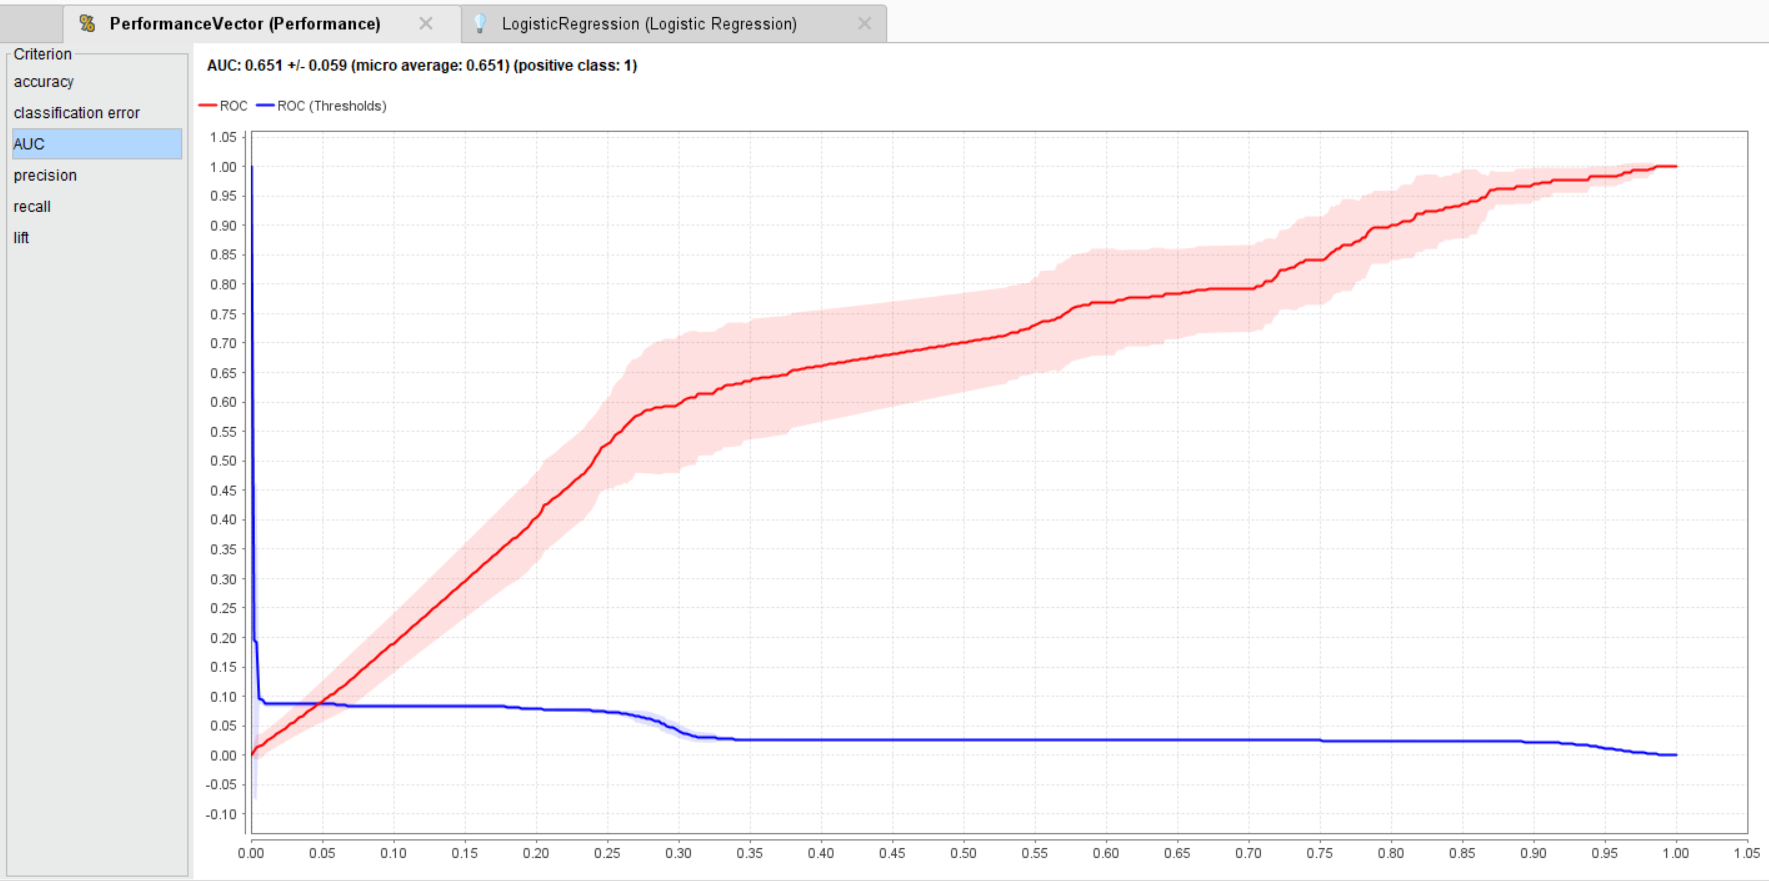 PerformanceVector (Performance)
LogisticRegression (Logistic Regression)
Criterion
accuracy
classification error
AUC
precision
recall
lift
AUC: 0.651 +/- 0.059 (micro average: 0.651) (positive class: 1)
ROC ROC (Thresholds)
1.05
1.00
0.95
0.90
0.85
0.80
0.75
0.70
0.65
0.60
0.55
0.50
0.45
0.40
0.35
0.30
0.25
0.20
0.15
0.10
0.05
0.00
-0.05
-0.10
0.00 0.05 0.10 0.15 0.20 0.25 0.30 0.35 0.40 0.45 0.50 0.55 0.60 0.65 0.70 0.75 0.80 0.85 0.90 0.95 1.00 1.05